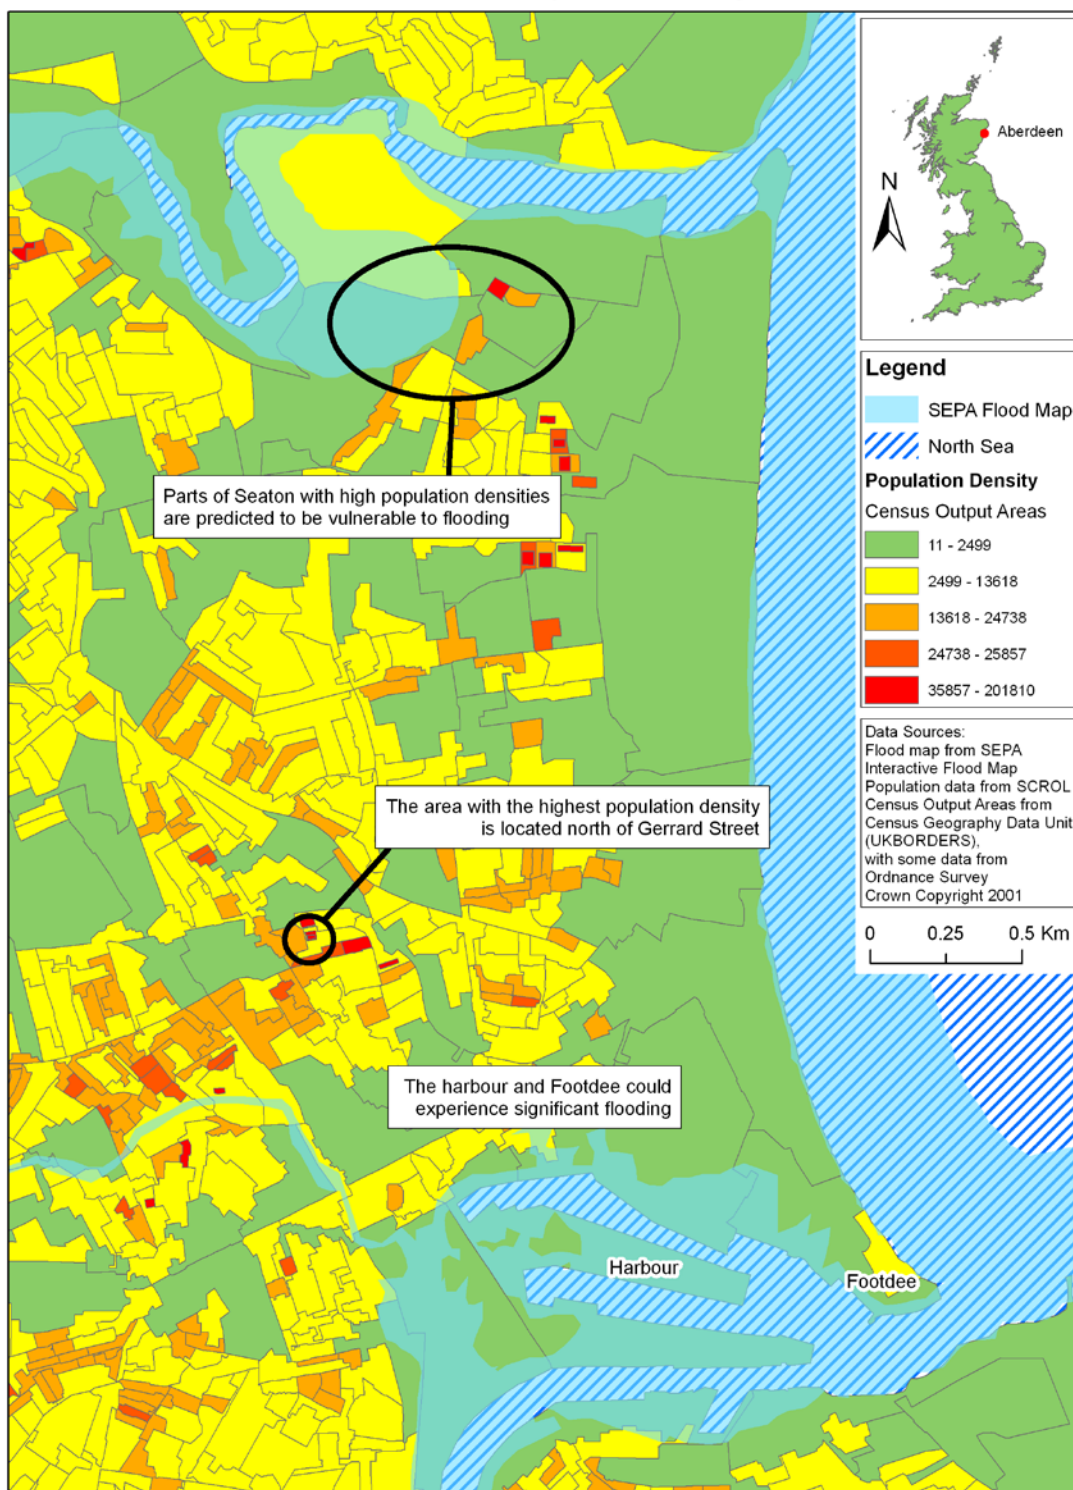 Aberdeen
N
Legend
SEPA Flood Map
North Sea
Population Density
Census Output Areas
11 - 2499
2499 - 13618
13618 - 24738
24738 - 25857
35857 - 201810
Data Sources:
Flood map from SEPA
Interactive Flood Map
Population data from SCROL
Census Output Areas from
Census Geography Data Unit
(UKBORDERS),
with some data from
Ordnance Survey
Crown Copyright 2001
0 0.25 0.5 Km
Parts of Seaton with high population densities
are predicted to be vulnerable to flooding
The area with the highest population density
is located north of Gerrard Street
The harbour and Footdee could
experience significant flooding
Harbour
Footdee